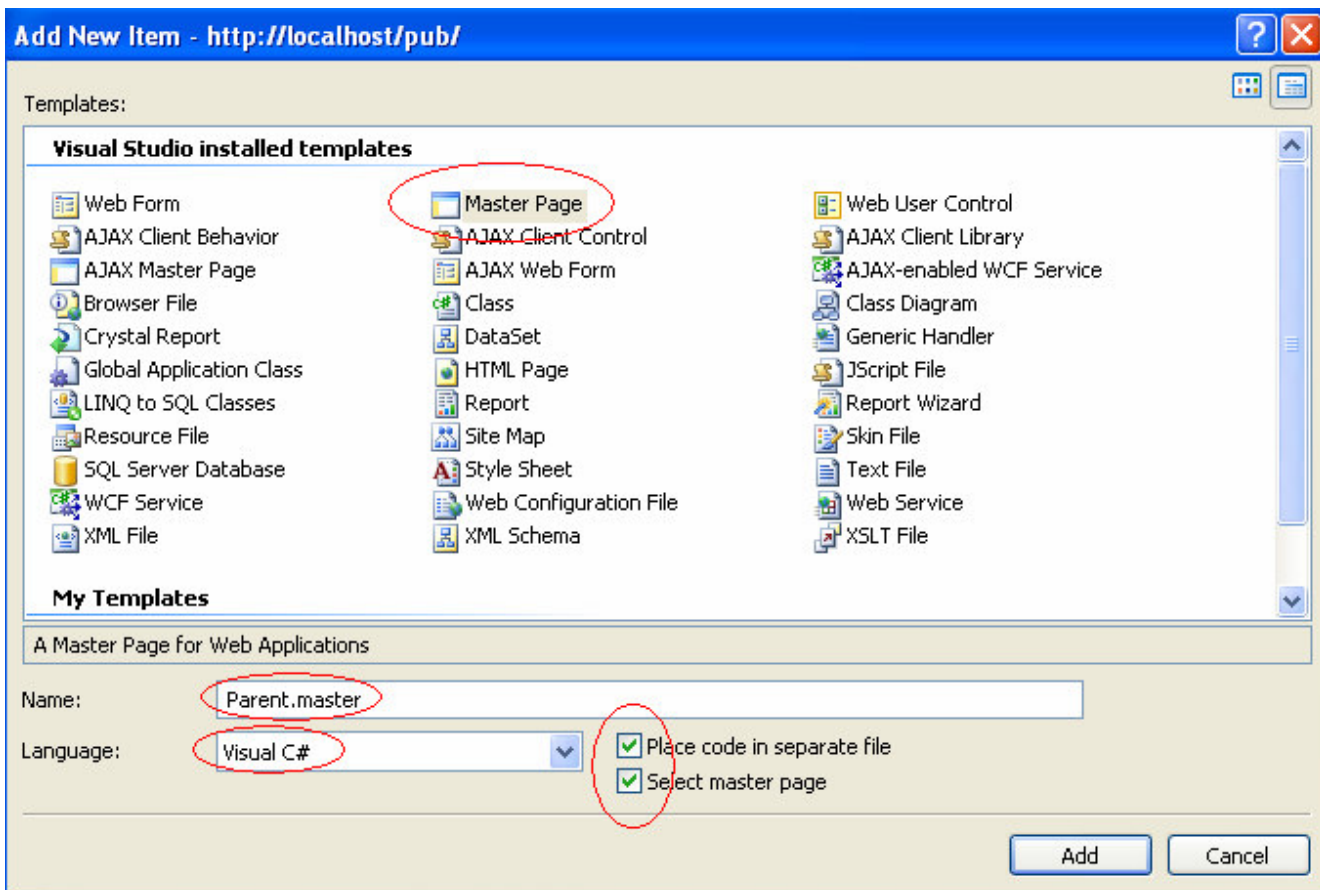 Add New Item - http://localhost/pub/
Templates:
Visual Studio installed templates
Web Form Master Page Web User Control
AJAX Client Behavior AJAX Client Control AJAX Client Library
AJAX Master Page AJAX Web Form AJAX-enabled WCF Service
Browser File Class Class Diagram
Crystal Report DataSet Generic Handler
Global Application Class HTML Page JScript File
LINQ to SQL Classes Report Report Wizard
Resource File Site Map Skin File
SQL Server Database Style Sheet Text File
WCF Service Web Configuration File Web Service
XML File XML Schema XSLT File
My Templates
A Master Page for Web Applications
Name: Parent.master
Language: Visual C# Place code in separate file
Select master page
Add Cancel